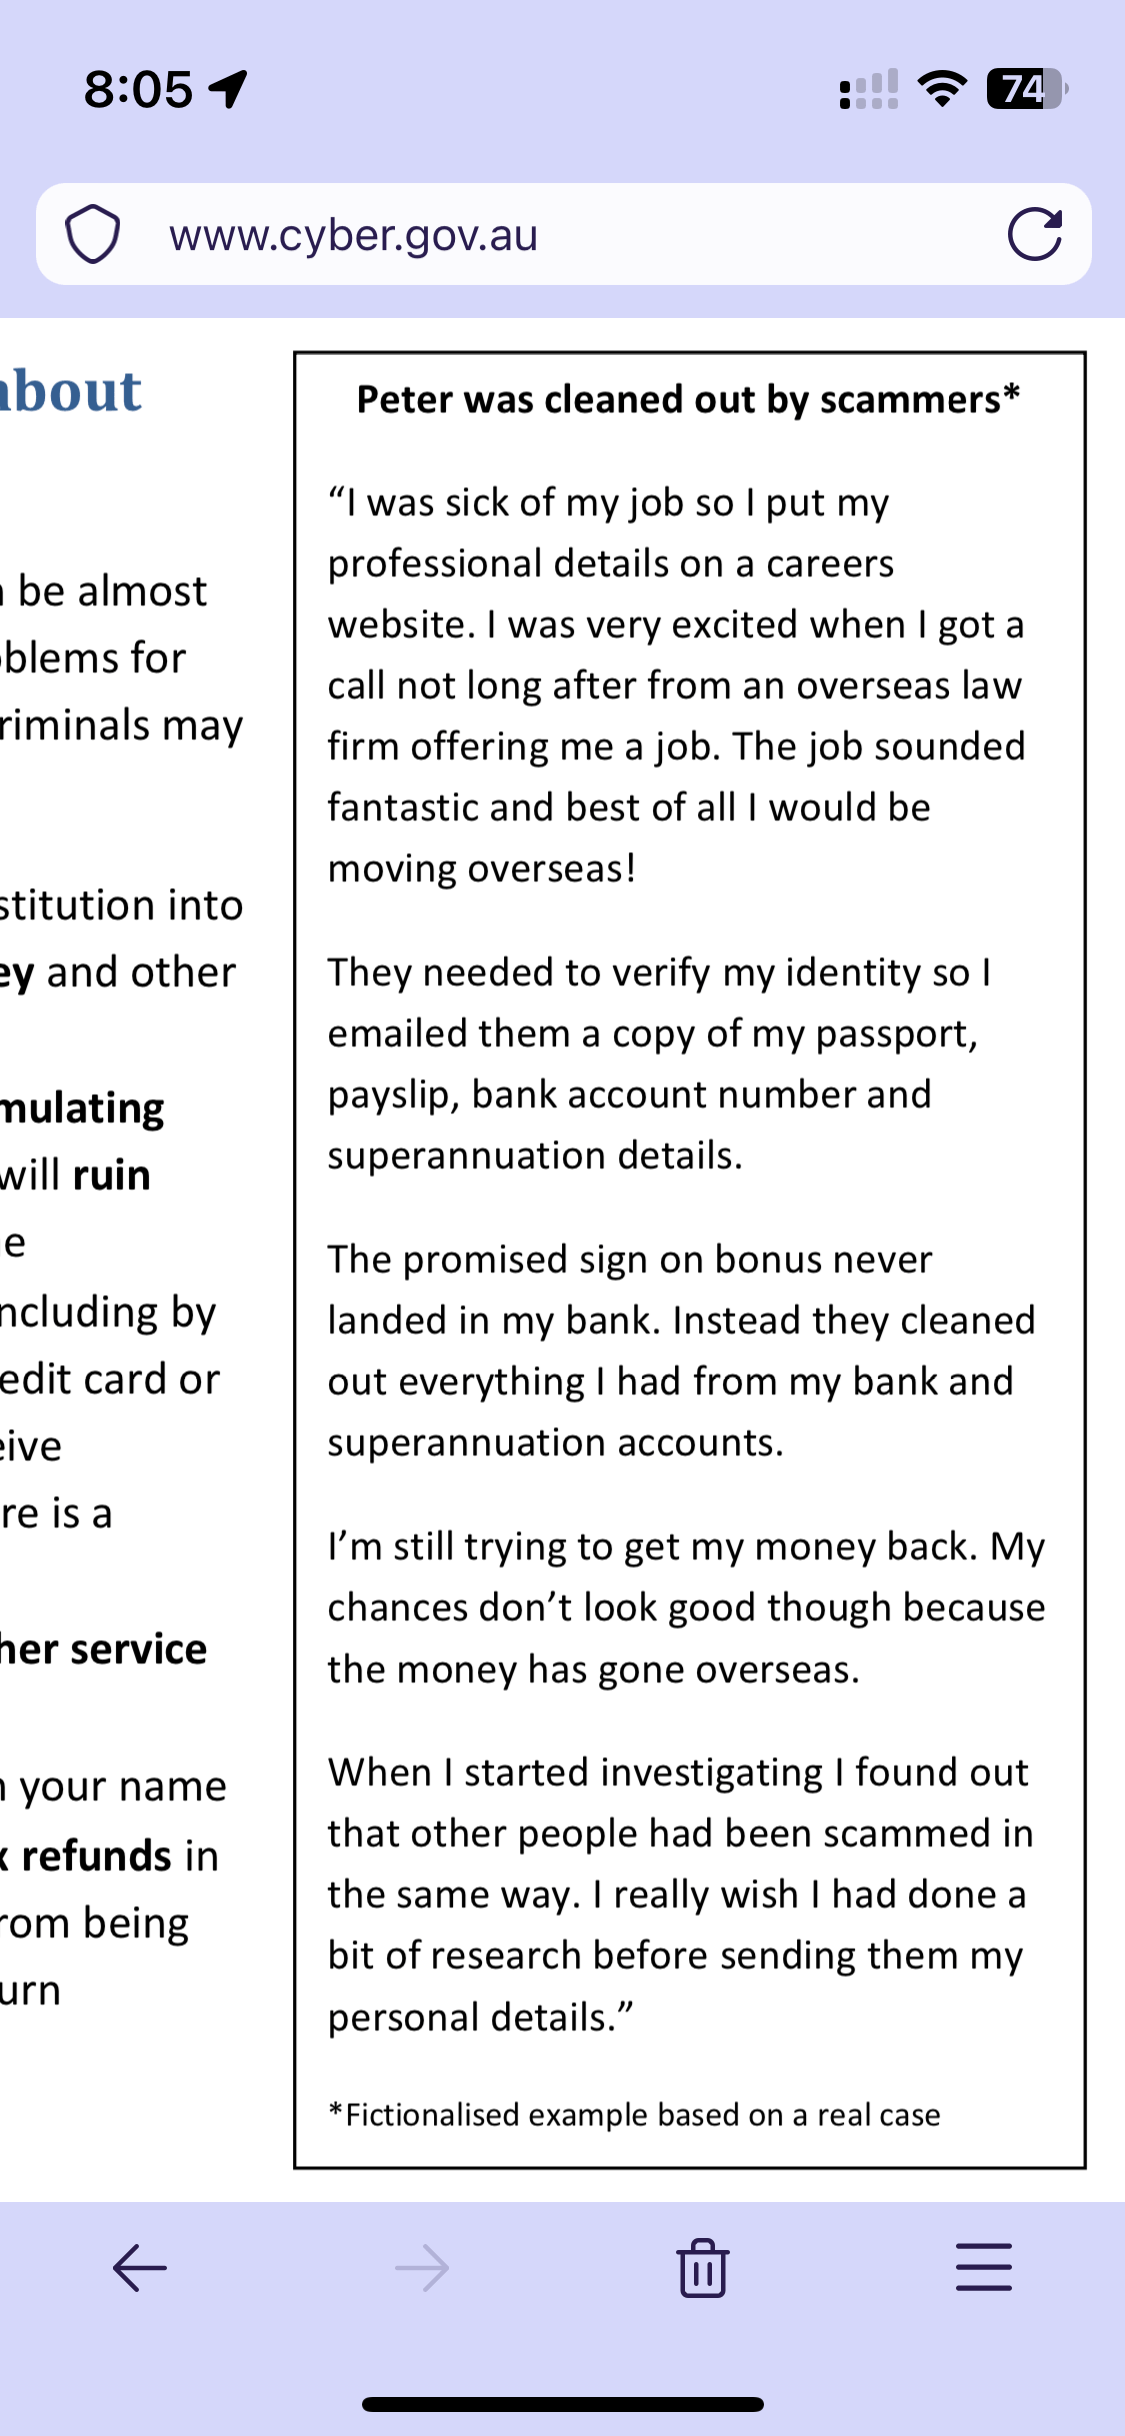 8:05
74
www.cyber.gov.au
about
be almost
blems for
riminals may
stitution into
ey and other
mulating
will ruin
e
ncluding by
edit card or
eive
re is a
her service
your name
x refunds in
rom being
urn
Peter was cleaned out by scammers*
“I was sick of my job so I put my
professional details on a careers
website. I was very excited when I got a
call not long after from an overseas law
firm offering me a job. The job sounded
fantastic and best of all I would be
moving overseas!
They needed to verify my identity so I
emailed them a copy of my passport,
payslip, bank account number and
superannuation details.
The promised sign on bonus never
landed in my bank. Instead they cleaned
out everything I had from my bank and
superannuation accounts.
I’m still trying to get my money back. My
chances don’t look good though because
the money has gone overseas.
When I started investigating I found out
that other people had been scammed in
the same way. I really wish I had done a
bit of research before sending them my
personal details.”
*Fictionalised example based on a real case